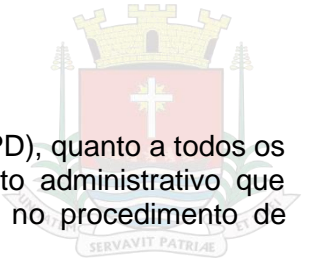 PD), quanto a todos os
to administrativo que
no procedimento de
SERVAVIT PATRIAE